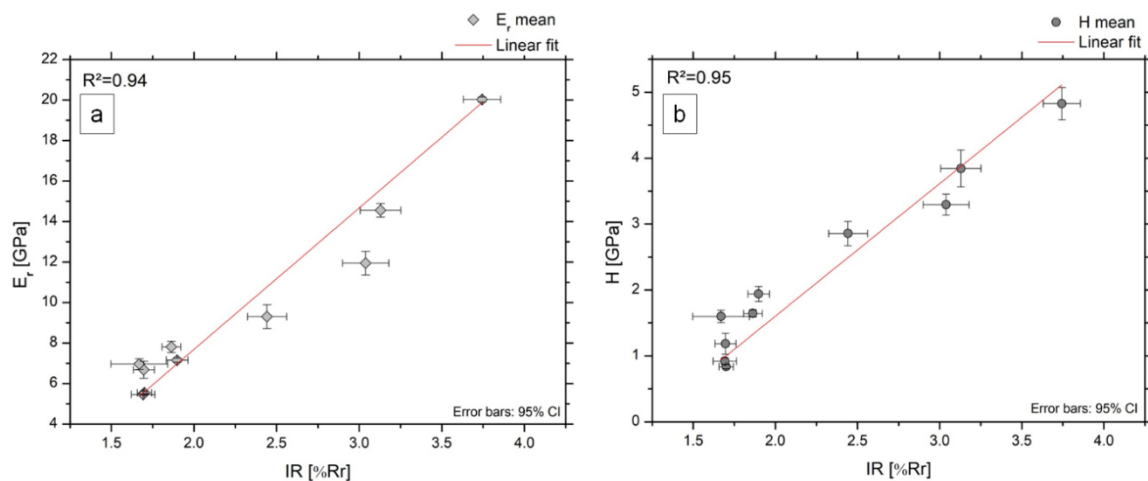 E_r mean
Linear fit
R²=0.94
a
22
20
18
16
14
12
10
8
6
4
E_r [GPa]
1.5 2.0 2.5 3.0 3.5 4.0
IR [%Rr]
Error bars: 95% CI
H mean
Linear fit
R²=0.95
b
5
4
3
2
1
0
H [GPa]
1.5 2.0 2.5 3.0 3.5 4.0
IR [%Rr]
Error bars: 95% CI